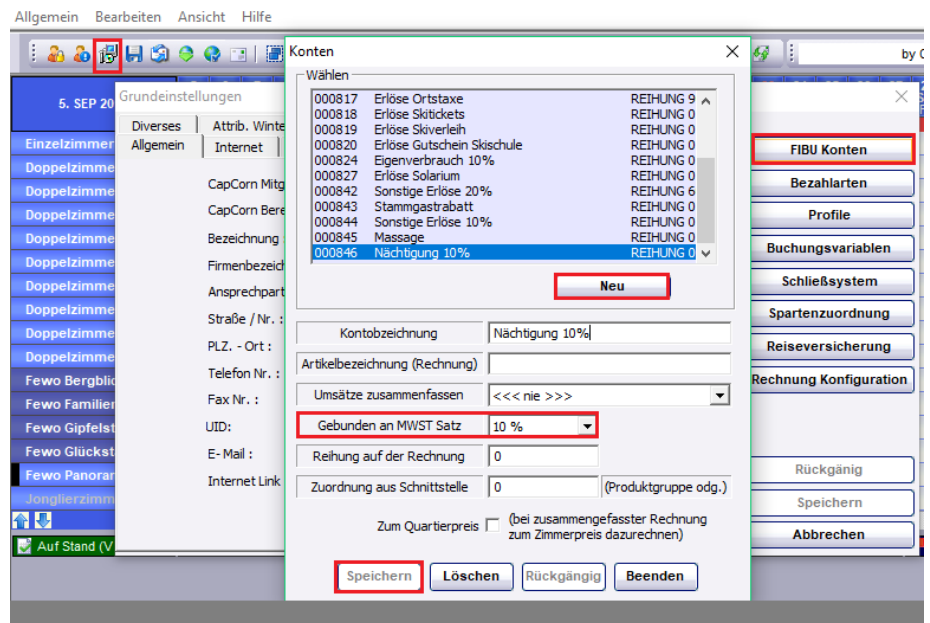 Allgemein Bearbeiten Ansicht Hilfe
Konten
by
5. SEP 20
Grundeinstellungen
Wählen
000817 Erlöse Ortstaxe REIHUNG 9
000818 Erlöse Skitickets REIHUNG 0
000819 Erlöse Skiverleih REIHUNG 0
000820 Erlöse Gutschein Skischule REIHUNG 0
000824 Eigenverbrauch 10% REIHUNG 0
000827 Erlöse Solarium REIHUNG 0
000842 Sonstige Erlöse 20% REIHUNG 6
000843 Stammgastrabatt REIHUNG 0
000844 Sonstige Erlöse 10% REIHUNG 0
000845 Massage REIHUNG 0
000846 Nächtigung 10% REIHUNG 0
Neu
Kontobzeichnung Nächtigung 10%
Artikelbezeichnung (Rechnung)
Umsätze zusammenfassen <<< nie >>>
Gebunden an MWST Satz 10 %
Reihung auf der Rechnung 0
Zuordnung aus Schnittstelle 0 (Produktgruppe odg.)
Zum Quartierpreis (bei zusammengefasster Rechnung
zum Zimmerpreis dazurechnen)
Speichern Löschen Rückgängig Beenden
Diverses Attrib. Winte
Allgemein Internet
CapCorn Mitg
CapCorn Bere
Bezeichnung :
Firmenbezeich
Ansprechpart
Straße / Nr. :
PLZ. - Ort :
Telefon Nr. :
Fax Nr. :
UID:
E- Mail :
Internet Link
FIBU Konten
Bezahlarten
Profile
Buchungsvariablen
Schließsystem
Spartenzuordnung
Reiseversicherung
Rechnung Konfiguration
Rückgänig
Speichern
Abbrechen
Einzelzimmer
Doppelzimme
Doppelzimme
Doppelzimme
Doppelzimme
Doppelzimme
Doppelzimme
Doppelzimme
Doppelzimme
Doppelzimme
Fewo Bergblic
Fewo Familier
Fewo Gipfelst
Fewo Glückst
Fewo Panorar
Jonglierzimm
Auf Stand (V